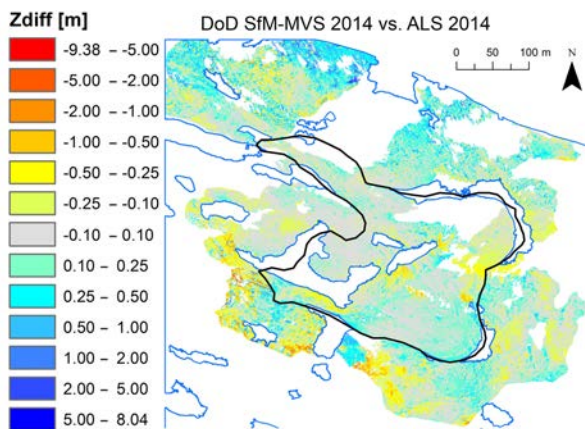 Zdiff [m]
DoD SfM-MVS 2014 vs. ALS 2014
-9.38 – -5.00
-5.00 – -2.00
-2.00 – -1.00
-1.00 – -0.50
-0.50 – -0.25
-0.25 – -0.10
-0.10 – 0.10
0.10 – 0.25
0.25 – 0.50
0.50 – 1.00
1.00 – 2.00
2.00 – 5.00
5.00 – 8.04
0 50 100 m
N